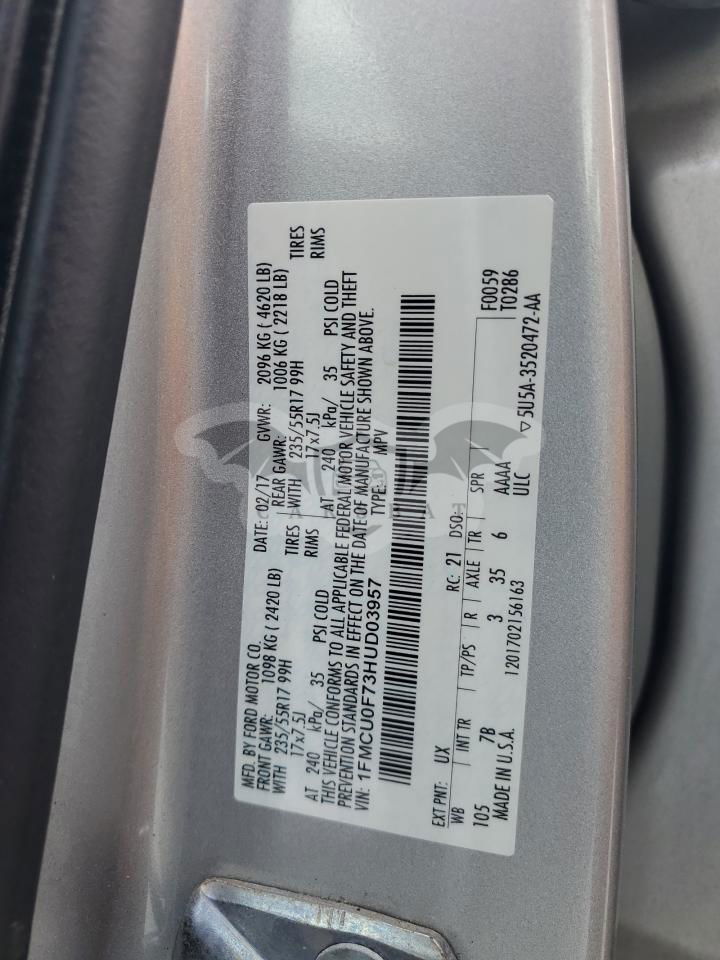 MFD. BY FORD MOTOR CO.
DATE: 02/17 GVWR: 2096 KG ( 4620 LB)
FRONT GAWR: 1098 KG ( 2420 LB) REAR GAWR: 1006 KG ( 2218 LB)
WITH 235/55R17 99H TIRES WITH 235/55R17 99H TIRES
17x7.5J RIMS 17x7.5J RIMS
AT 240 kPa/ 35 PSI COLD AT 240 kPa/ 35 PSI COLD
THIS VEHICLE CONFORMS TO ALL APPLICABLE FEDERAL MOTOR VEHICLE SAFETY AND THEFT
PREVENTION STANDARDS IN EFFECT ON THE DATE OF MANUFACTURE SHOWN ABOVE.
VIN: 1FMCU0F73HUD03957 TYPE: MPV
EXT PNT: UX RC: 21 DSO: F0059
WB INT TR TP/PS R AXLE TR SPR T0286
105 7B 3 35 6 AAAA
MADE IN U.S.A. 1201702156163 ULC ▽5U5A-3520472-AA